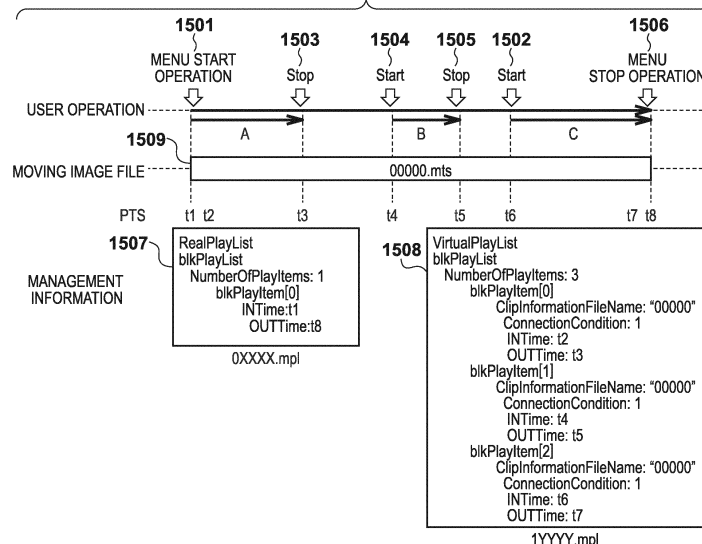 1501
MENU START
OPERATION
1503
Stop
1504
Start
1505
Stop
1502
Start
1506
MENU
STOP OPERATION
USER OPERATION
A
B
C
1509
MOVING IMAGE FILE
00000.mts
PTS t1 t2 t3 t4 t5 t6 t7 t8
1507
RealPlayList
blkPlayList
NumberOfPlayItems: 1
blkPlayItem[0]
INTime:t1
OUTTime:t8
0XXXX.mpl
MANAGEMENT
INFORMATION
1508
VirtualPlayList
blkPlayList
NumberOfPlayItems: 3
blkPlayItem[0]
ClipInformationFileName: “00000”
ConnectionCondition: 1
INTime: t2
OUTTime: t3
blkPlayItem[1]
ClipInformationFileName: “00000”
ConnectionCondition: 1
INTime: t4
OUTTime: t5
blkPlayItem[2]
ClipInformationFileName: “00000”
ConnectionCondition: 1
INTime: t6
OUTTime: t7
1YYYY.mpl